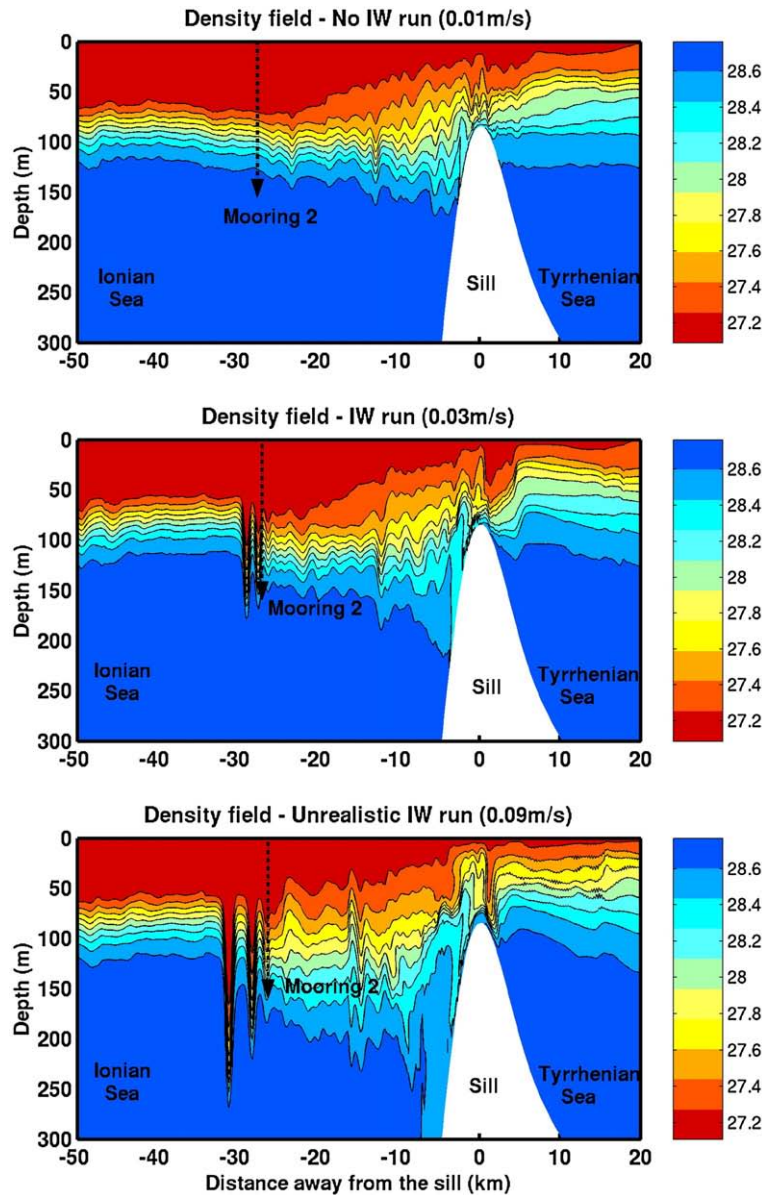 Density field - No IW run (0.01m/s)
0
50
100
150
200
250
300
Depth (m)
Mooring 2
Ionian
Sea
Sill
Tyrrhenian
Sea
-50 -40 -30 -20 -10 0 10 20
28.6
28.4
28.2
28
27.8
27.6
27.4
27.2
Density field - IW run (0.03m/s)
0
50
100
150
200
250
300
Depth (m)
Mooring 2
Ionian
Sea
Sill
Tyrrhenian
Sea
-50 -40 -30 -20 -10 0 10 20
28.6
28.4
28.2
28
27.8
27.6
27.4
27.2
Density field - Unrealistic IW run (0.09m/s)
0
50
100
150
200
250
300
Depth (m)
Mooring 2
Ionian
Sea
Sill
Tyrrhenian
Sea
-50 -40 -30 -20 -10 0 10 20
Distance away from the sill (km)
28.6
28.4
28.2
28
27.8
27.6
27.4
27.2